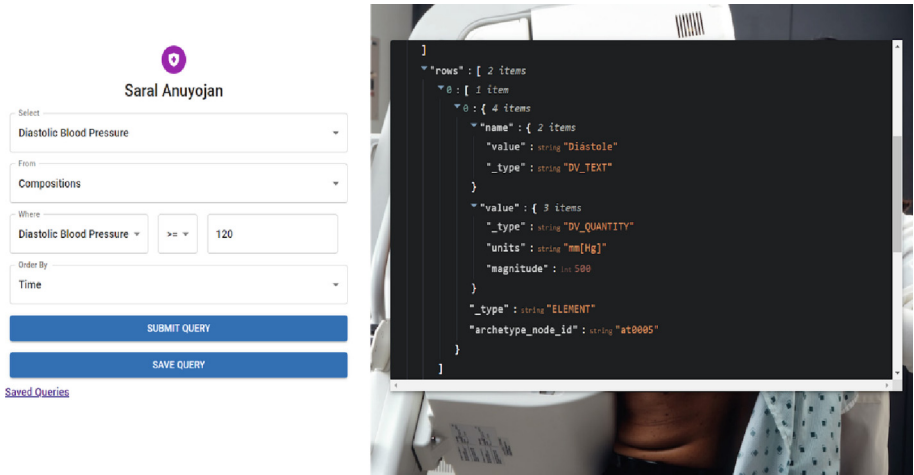 Saral Anuyojan
Select
Diastolic Blood Pressure
From
Compositions
Where
Diastolic Blood Pressure >= 120
Order By
Time
SUBMIT QUERY
SAVE QUERY
Saved Queries
]
"rows" : [ 2 items
0 : [ 1 item
0 : { 4 items
"name" : { 2 items
"value" : string "Diástole"
"_type" : string "DV_TEXT"
}
"value" : { 3 items
"_type" : string "DV_QUANTITY"
"units" : string "mm[Hg]"
"magnitude" : int 500
}
"_type" : string "ELEMENT"
"archetype_node_id" : string "at0005"
}
]